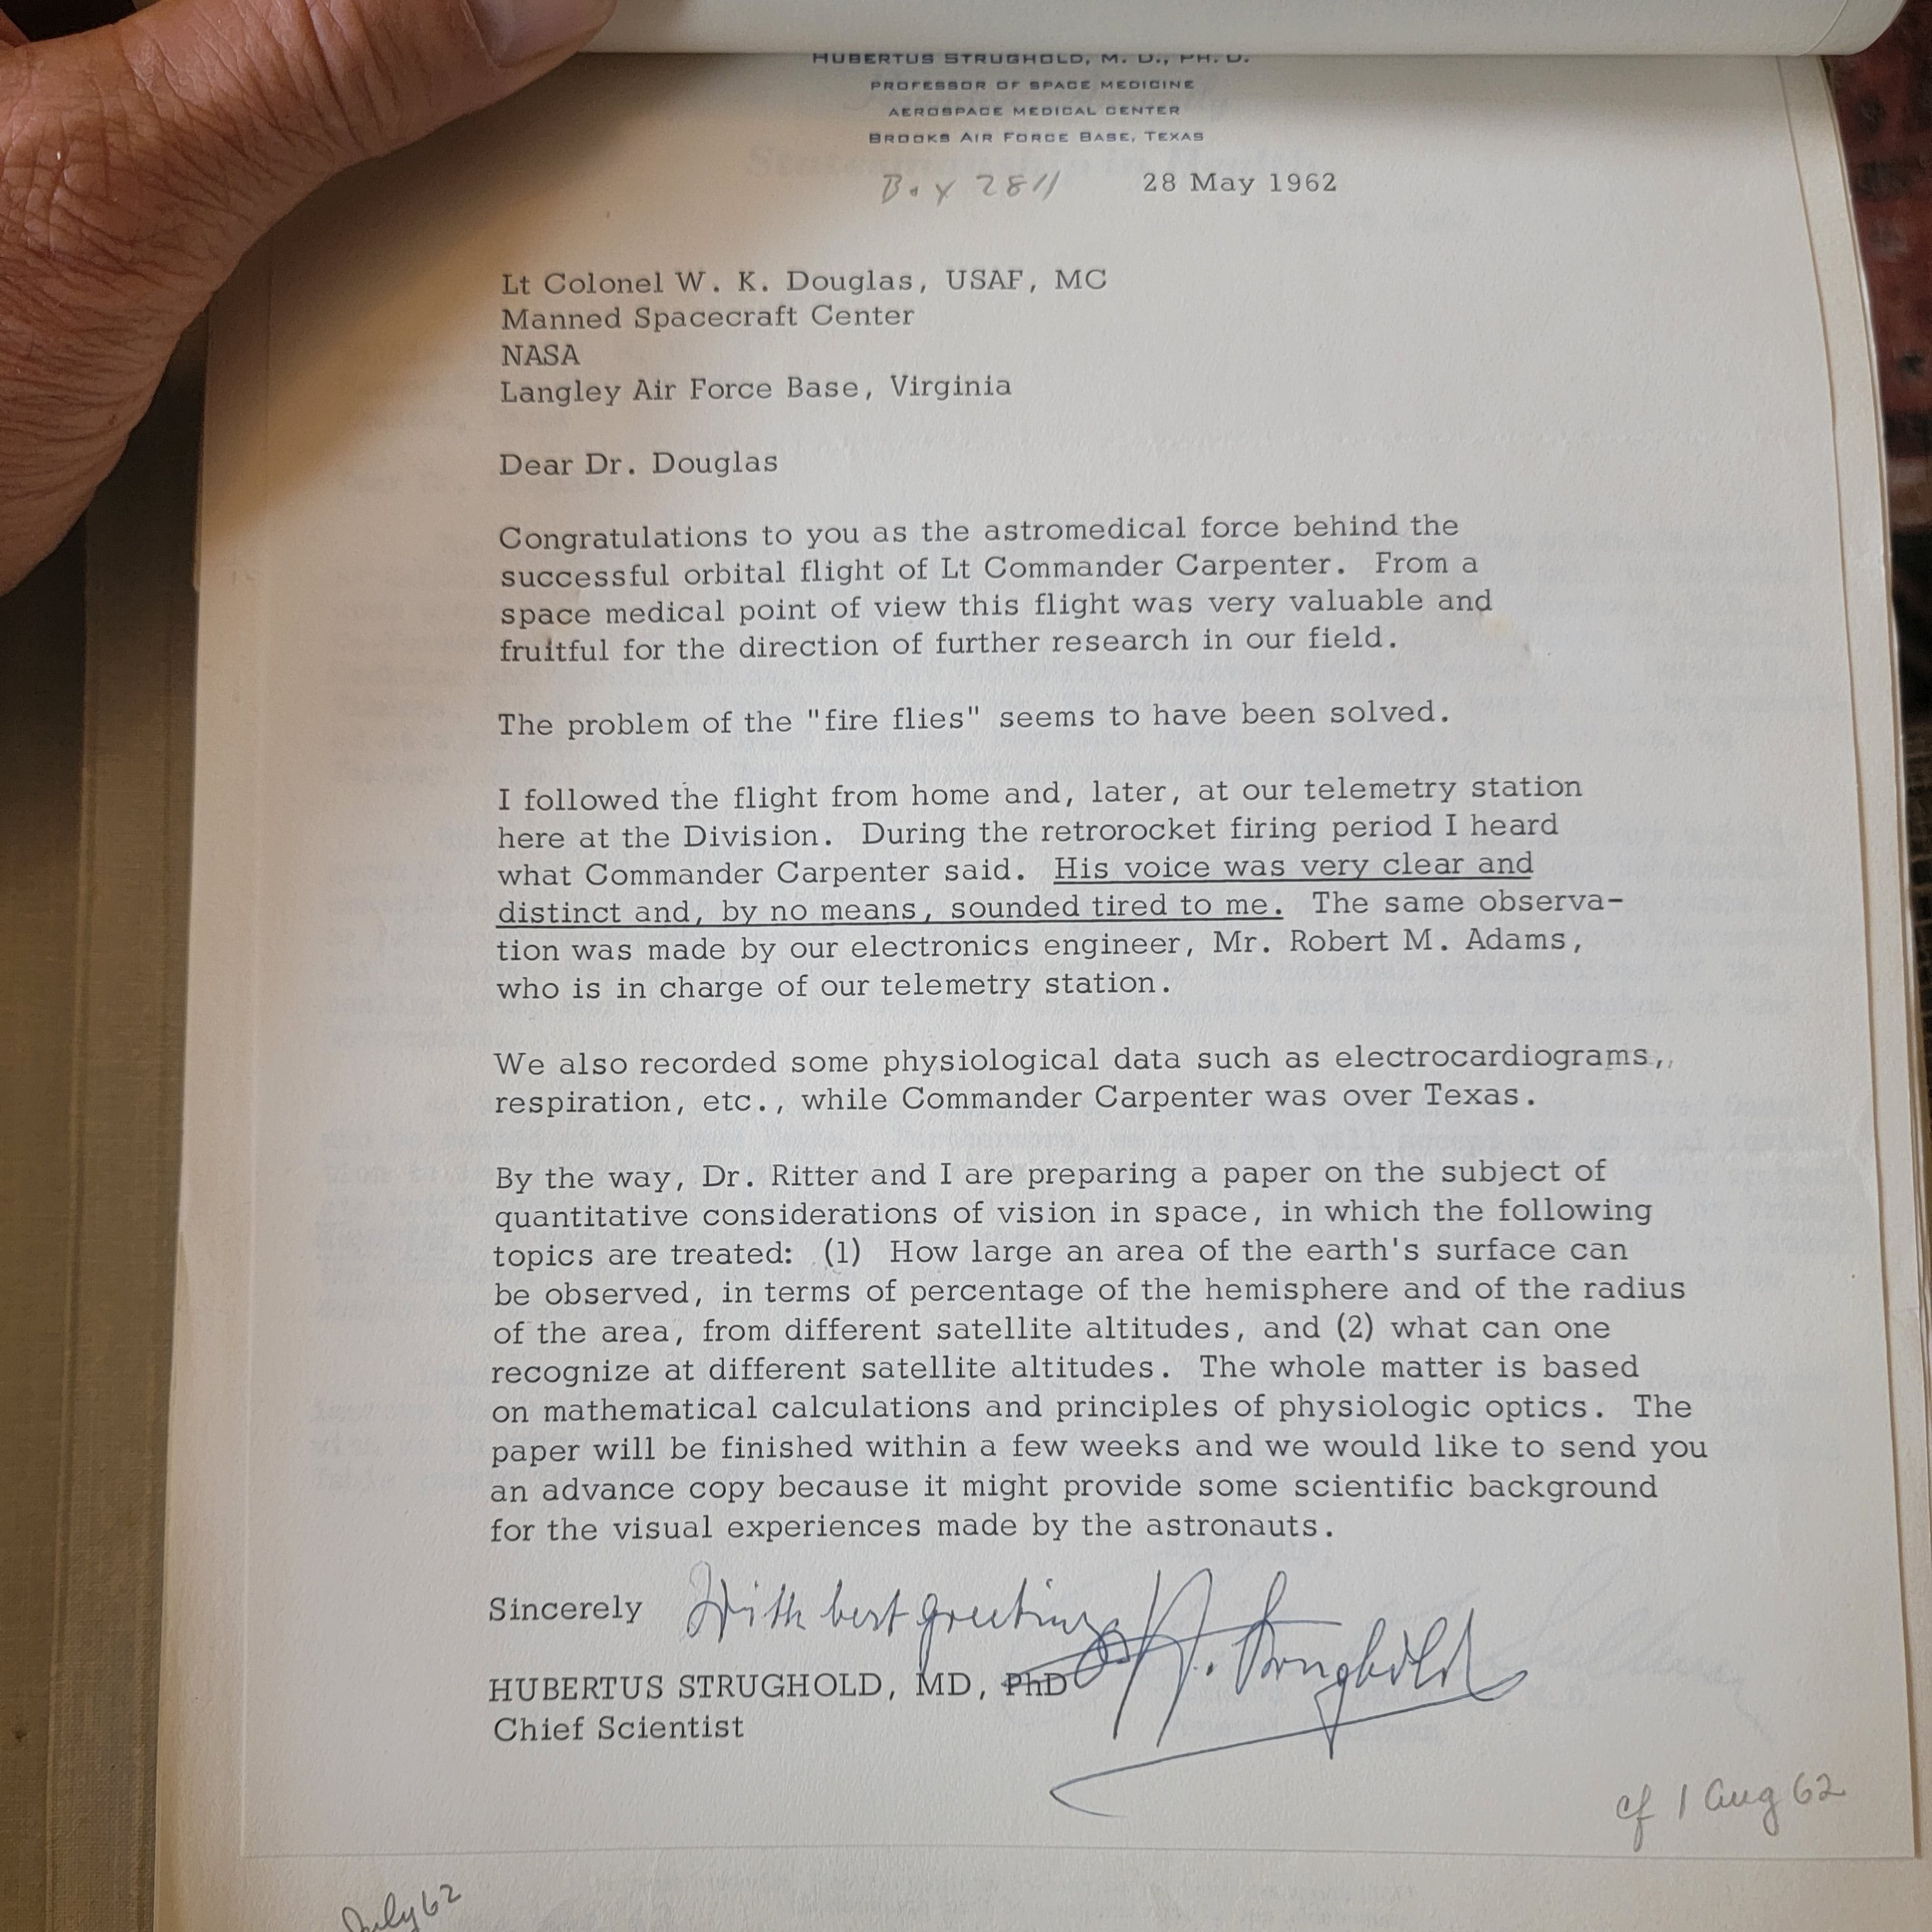 HUBERTUS STRUGHOLD, M. D., PH. D.
PROFESSOR OF SPACE MEDICINE
AEROSPACE MEDICAL CENTER
BROOKS AIR FORCE BASE, TEXAS
Box 2811 28 May 1962
Lt Colonel W. K. Douglas, USAF, MC
Manned Spacecraft Center
NASA
Langley Air Force Base, Virginia
Dear Dr. Douglas
Congratulations to you as the astromedical force behind the
successful orbital flight of Lt Commander Carpenter. From a
space medical point of view this flight was very valuable and
fruitful for the direction of further research in our field.
The problem of the "fire flies" seems to have been solved.
I followed the flight from home and, later, at our telemetry station
here at the Division. During the retrorocket firing period I heard
what Commander Carpenter said. His voice was very clear and
distinct and, by no means, sounded tired to me. The same observa-
tion was made by our electronics engineer, Mr. Robert M. Adams,
who is in charge of our telemetry station.
We also recorded some physiological data such as electrocardiograms,
respiration, etc., while Commander Carpenter was over Texas.
By the way, Dr. Ritter and I are preparing a paper on the subject of
quantitative considerations of vision in space, in which the following
topics are treated: (1) How large an area of the earth's surface can
be observed, in terms of percentage of the hemisphere and of the radius
of the area, from different satellite altitudes, and (2) what can one
recognize at different satellite altitudes. The whole matter is based
on mathematical calculations and principles of physiologic optics. The
paper will be finished within a few weeks and we would like to send you
an advance copy because it might provide some scientific background
for the visual experiences made by the astronauts.
Sincerely With best greetings H. Strughold
HUBERTUS STRUGHOLD, MD, PhD
Chief Scientist
cf 1 Aug 62
July 62